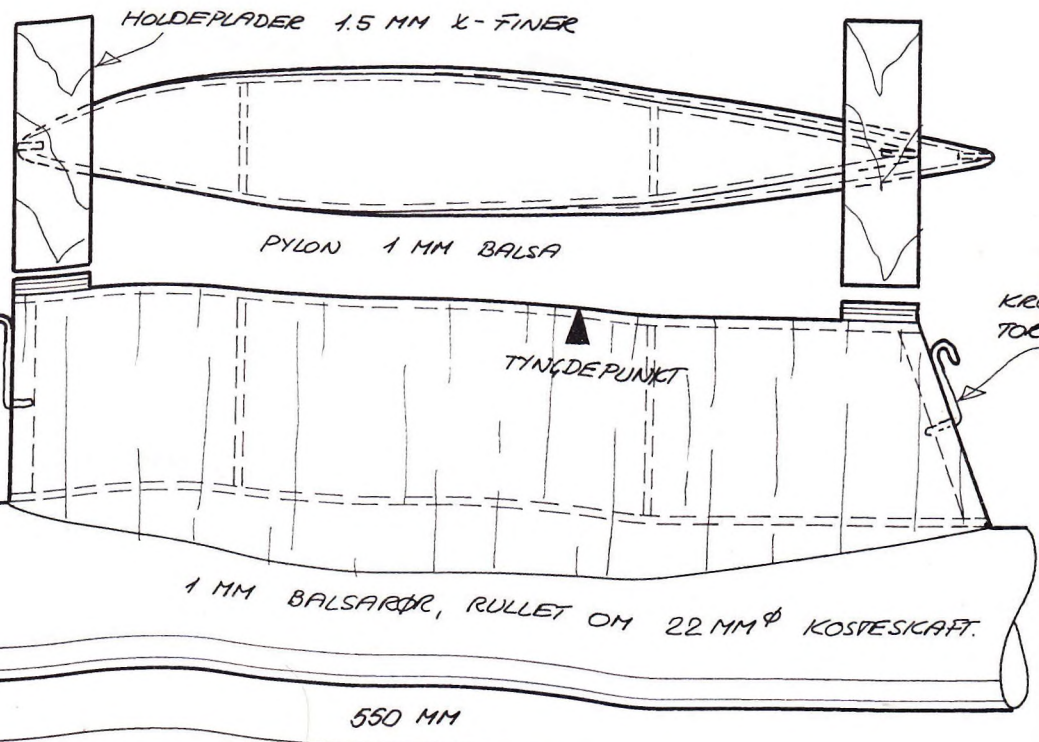 HOLDEPLADER 1.5 MM X-FINER
PYLON 1 MM BALSA
TYNGDEPUNKT
1 MM BALSARØR, RULLET OM 22 MM Ø KOSTESKAFT.
550 MM